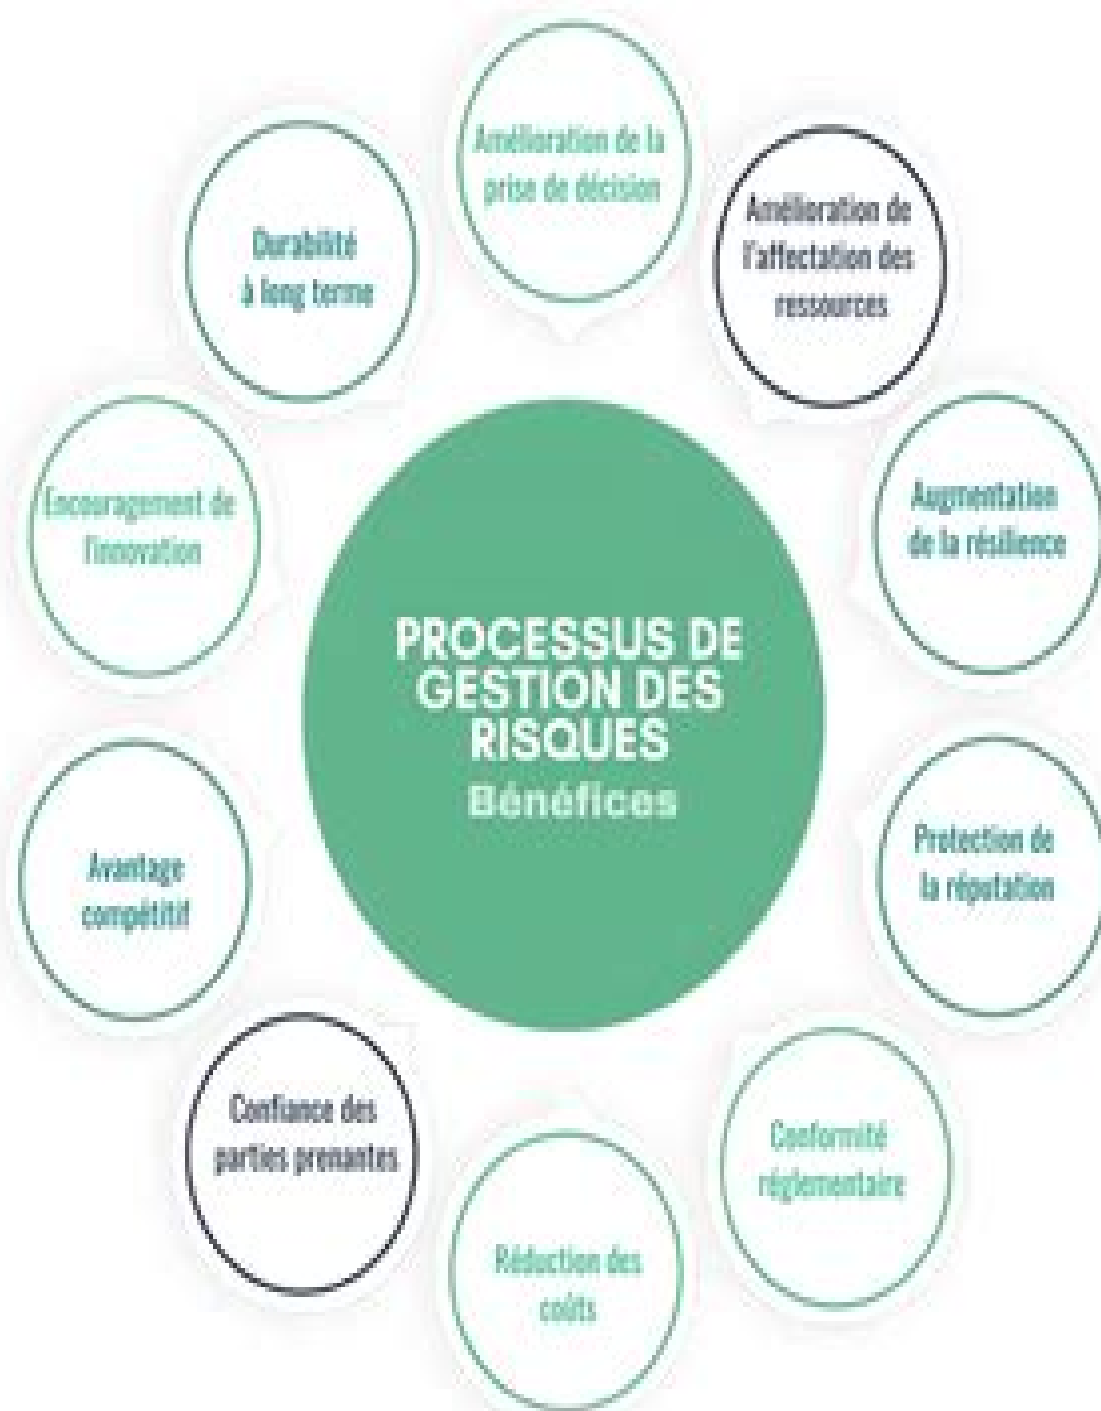 Amélioration de la
prise de décision
Amélioration de
l'affectation des
ressources
Augmentation
de la résilience
Protection de
la réputation
Conformité
réglementaire
Réduction des
coûts
Confiance des
parties prenantes
Avantage
compétitif
Encouragement de
l'innovation
Durabilité
à long terme
PROCESSUS DE
GESTION DES
RISQUES
Bénéfices